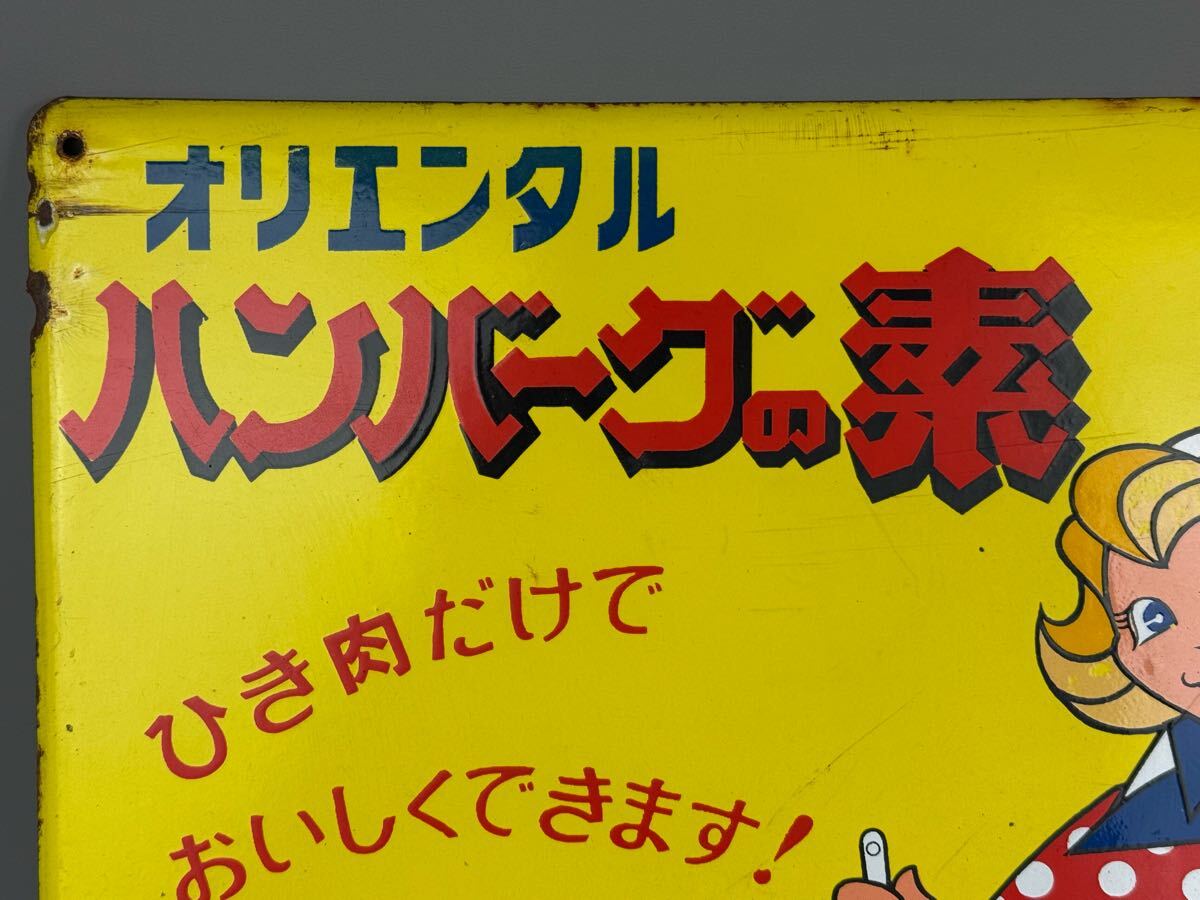 オリエンタル
ハンバーグの素
ひき肉だけで
おいしくできます！